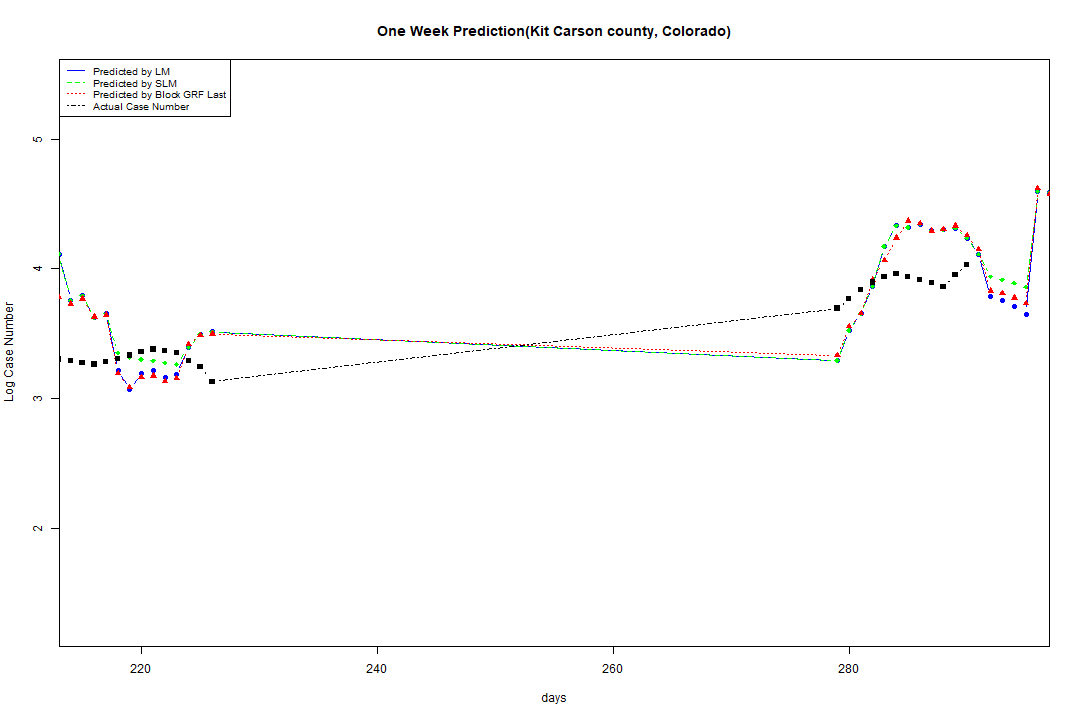 One Week Prediction(Kit Carson county, Colorado)
Predicted by LM
Predicted by SLM
Predicted by Block GRF Last
Actual Case Number
5
4
3
2
Log Case Number
220 240 260 280
days